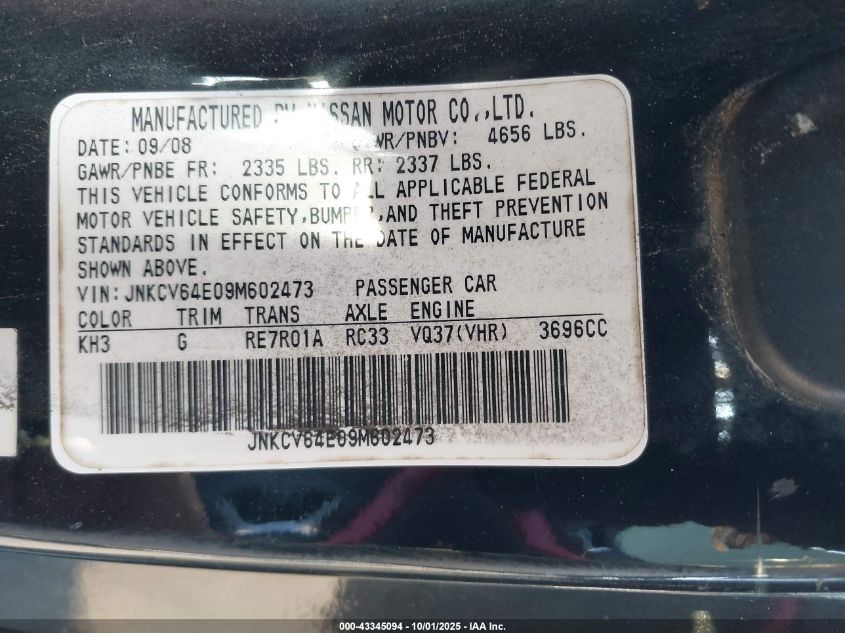 MANUFACTURED BY NISSAN MOTOR CO.,LTD.
DATE: 09/08 GAWR/PNBV: 4656 LBS.
GAWR/PNBE FR: 2335 LBS. RR: 2337 LBS.
THIS VEHICLE CONFORMS TO ALL APPLICABLE FEDERAL
MOTOR VEHICLE SAFETY,BUMPER,AND THEFT PREVENTION
STANDARDS IN EFFECT ON THE DATE OF MANUFACTURE
SHOWN ABOVE.
VIN:JNKCV64E09M602473 PASSENGER CAR
COLOR TRIM TRANS AXLE ENGINE
KH3 G RE7R01A RC33 VQ37(VHR) 3696CC
JNKCV64E09M602473
000-43345094 - 10/01/2025 - IAA Inc.